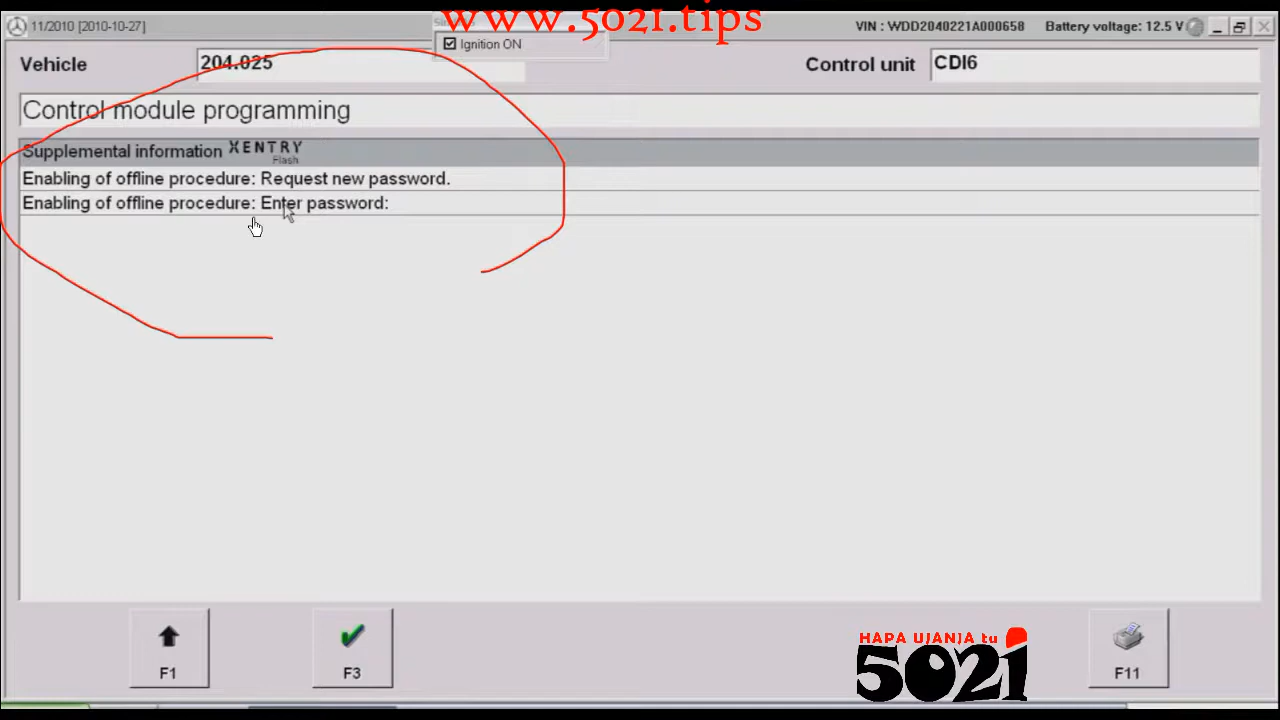 www.5021.tips
11/2010 [2010-10-27]
VIN : WDD2040221A000658 Battery voltage: 12.5 V
Ignition ON
Vehicle 204.025 Control unit CDI6
Control module programming
Supplemental information XENTRY
Flash
Enabling of offline procedure: Request new password.
Enabling of offline procedure: Enter password:
F1 F3 F11
HAPA UJANJA tu
5021